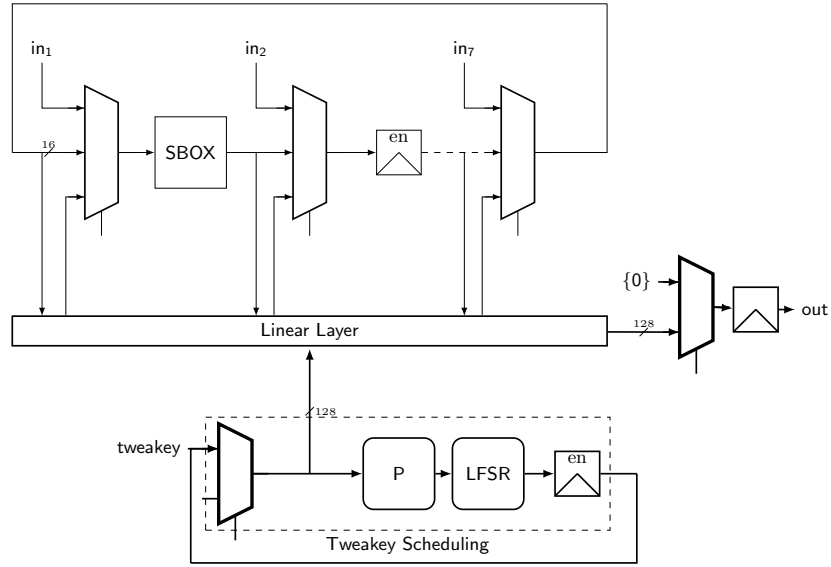 in₁
in₂
in₇
16
SBOX
en
{0}
Linear Layer
128
out
128
tweakey
P
LFSR
en
Tweakey Scheduling